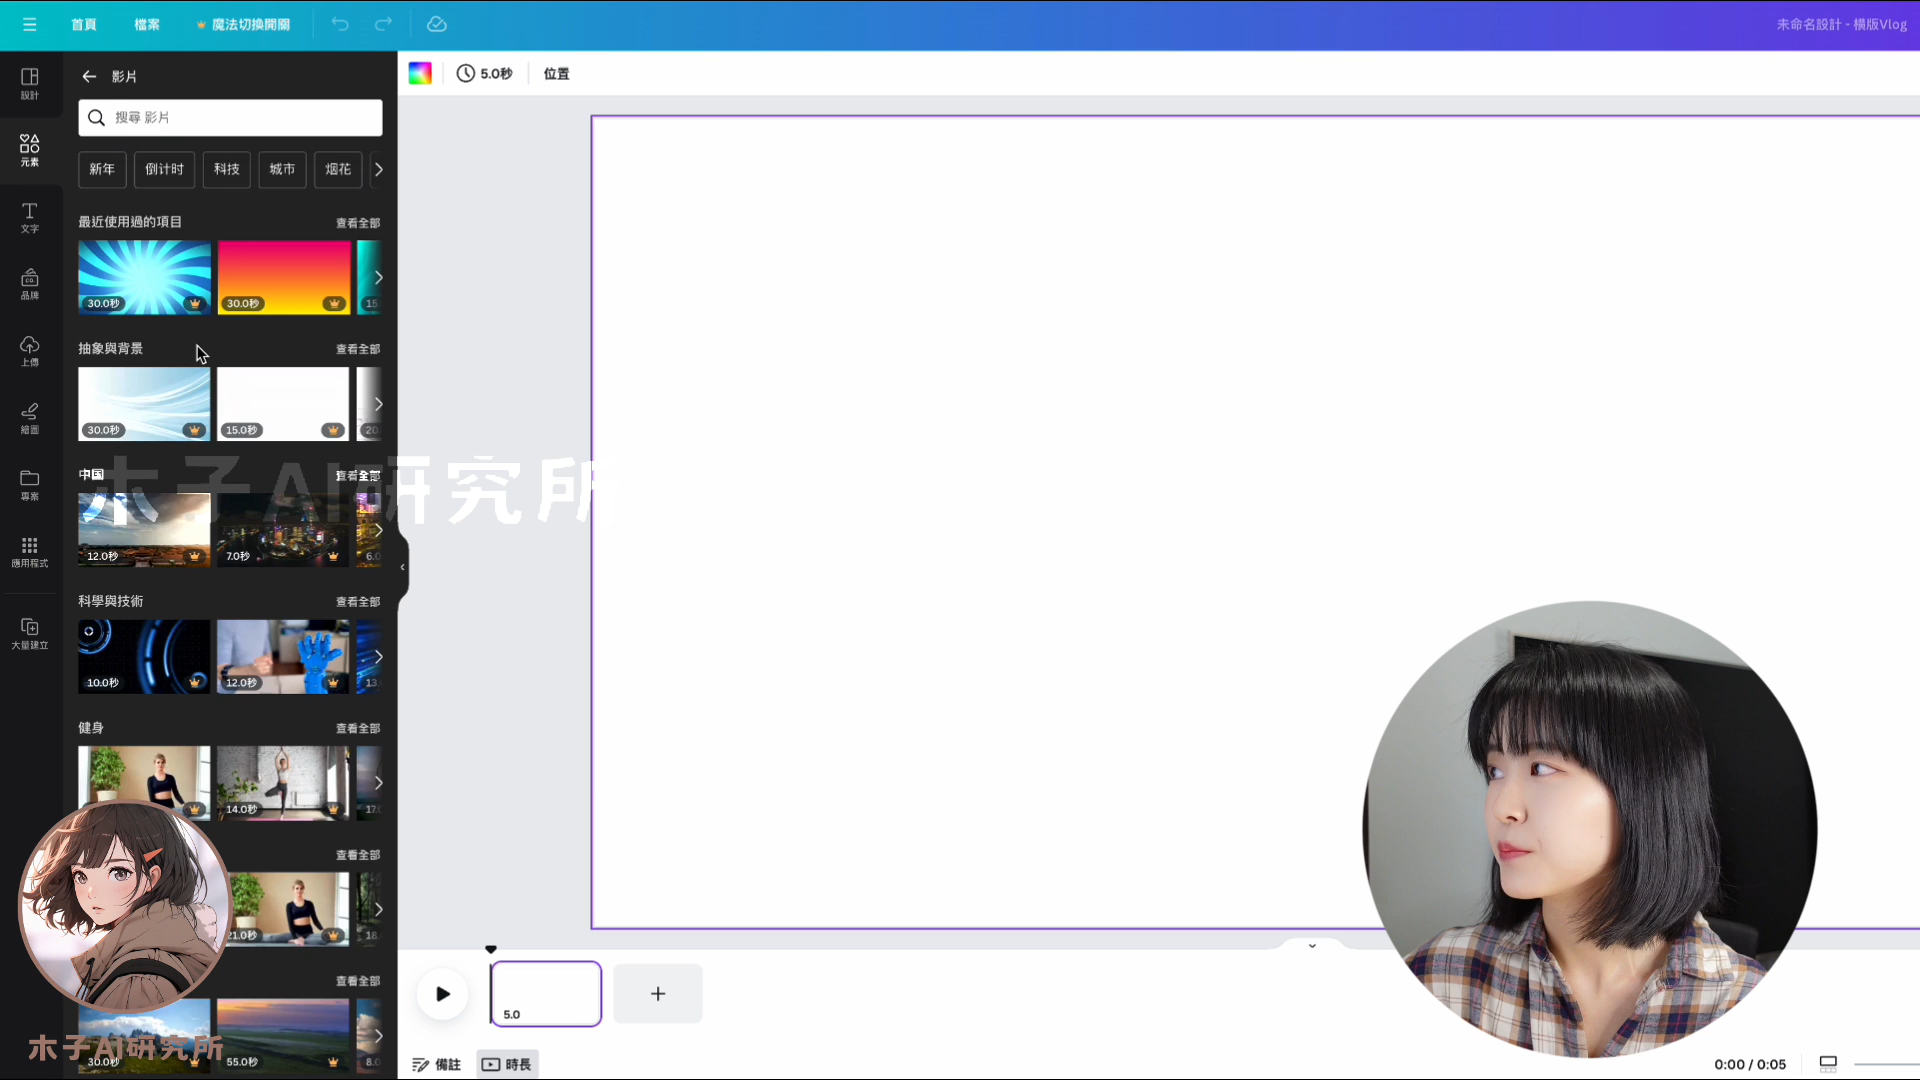 首頁 檔案 魔法切換開關 未命名設計 - 橫版Vlog
設計
元素
文字
品牌
上傳
繪圖
專案
應用程式
大量建立
影片
搜尋 影片
新年 倒计时 科技 城市 烟花
最近使用過的項目 查看全部
30.0秒 30.0秒 15
抽象與背景 查看全部
30.0秒 15.0秒 20
中国 查看全部
12.0秒 7.0秒 6.0
木子AI研究所
科學與技術 查看全部
10.0秒 12.0秒 13
健身 查看全部
14.0秒 17
查看全部
21.0秒 18
查看全部
30.0秒 55.0秒 8.0
木子AI研究所
5.0秒 位置
5.0
備註 時長
0:00 / 0:05